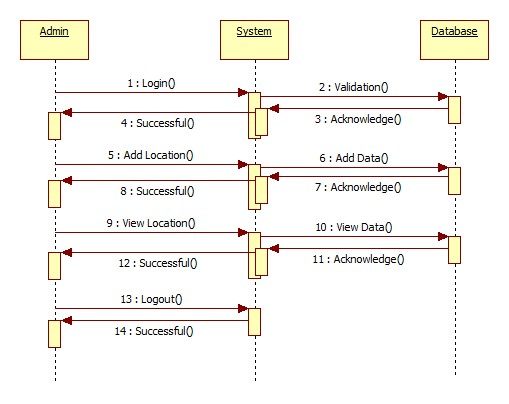 Admin
System
Database
1 : Login()
2 : Validation()
3 : Acknowledge()
4 : Successful()
5 : Add Location()
6 : Add Data()
7 : Acknowledge()
8 : Successful()
9 : View Location()
10 : View Data()
11 : Acknowledge()
12 : Successful()
13 : Logout()
14 : Successful()